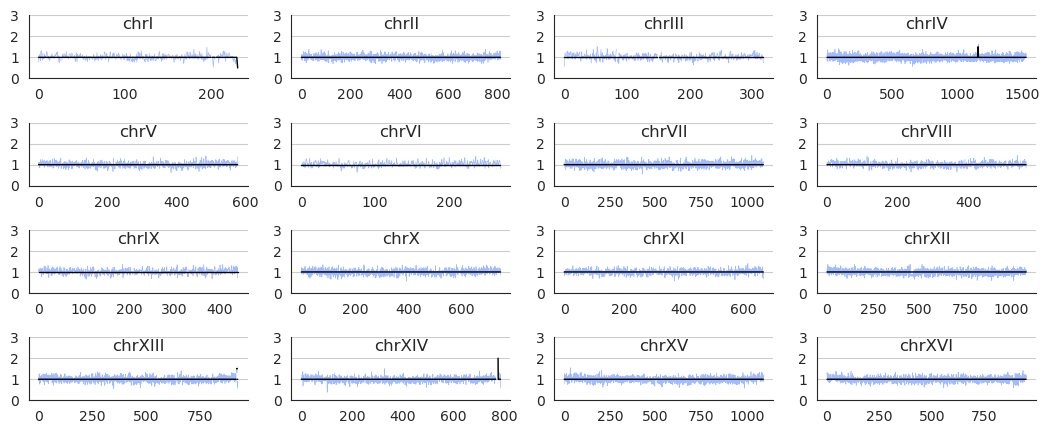 chrI chrII chrIII chrIV
3 3 3 3
2 2 2 2
1 1 1 1
0 0 0 0
0 100 200 0 200 400 600 800 0 100 200 300 0 500 1000 1500
chrV chrVI chrVII chrVIII
3 3 3 3
2 2 2 2
1 1 1 1
0 0 0 0
0 200 400 600 0 100 200 0 250 500 750 1000 0 200 400
chrIX chrX chrXI chrXII
3 3 3 3
2 2 2 2
1 1 1 1
0 0 0 0
0 100 200 300 400 0 200 400 600 0 200 400 600 0 250 500 750 1000
chrXIII chrXIV chrXV chrXVI
3 3 3 3
2 2 2 2
1 1 1 1
0 0 0 0
0 250 500 750 0 200 400 600 800 0 250 500 750 1000 0 250 500 750